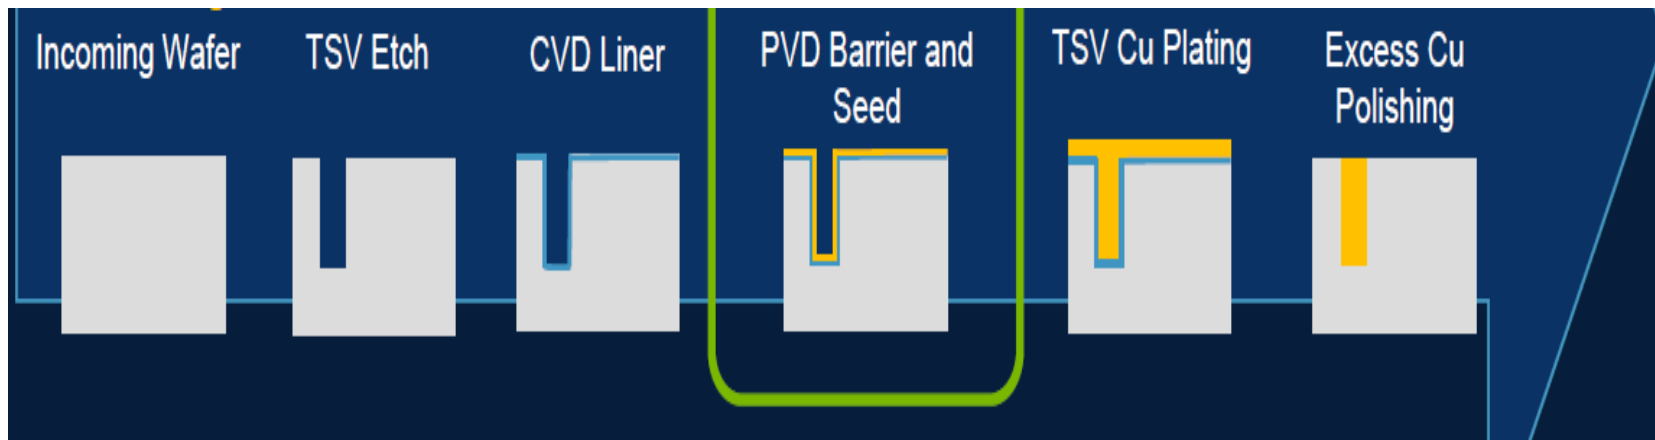 Incoming Wafer
TSV Etch
CVD Liner
PVD Barrier and
Seed
TSV Cu Plating
Excess Cu
Polishing